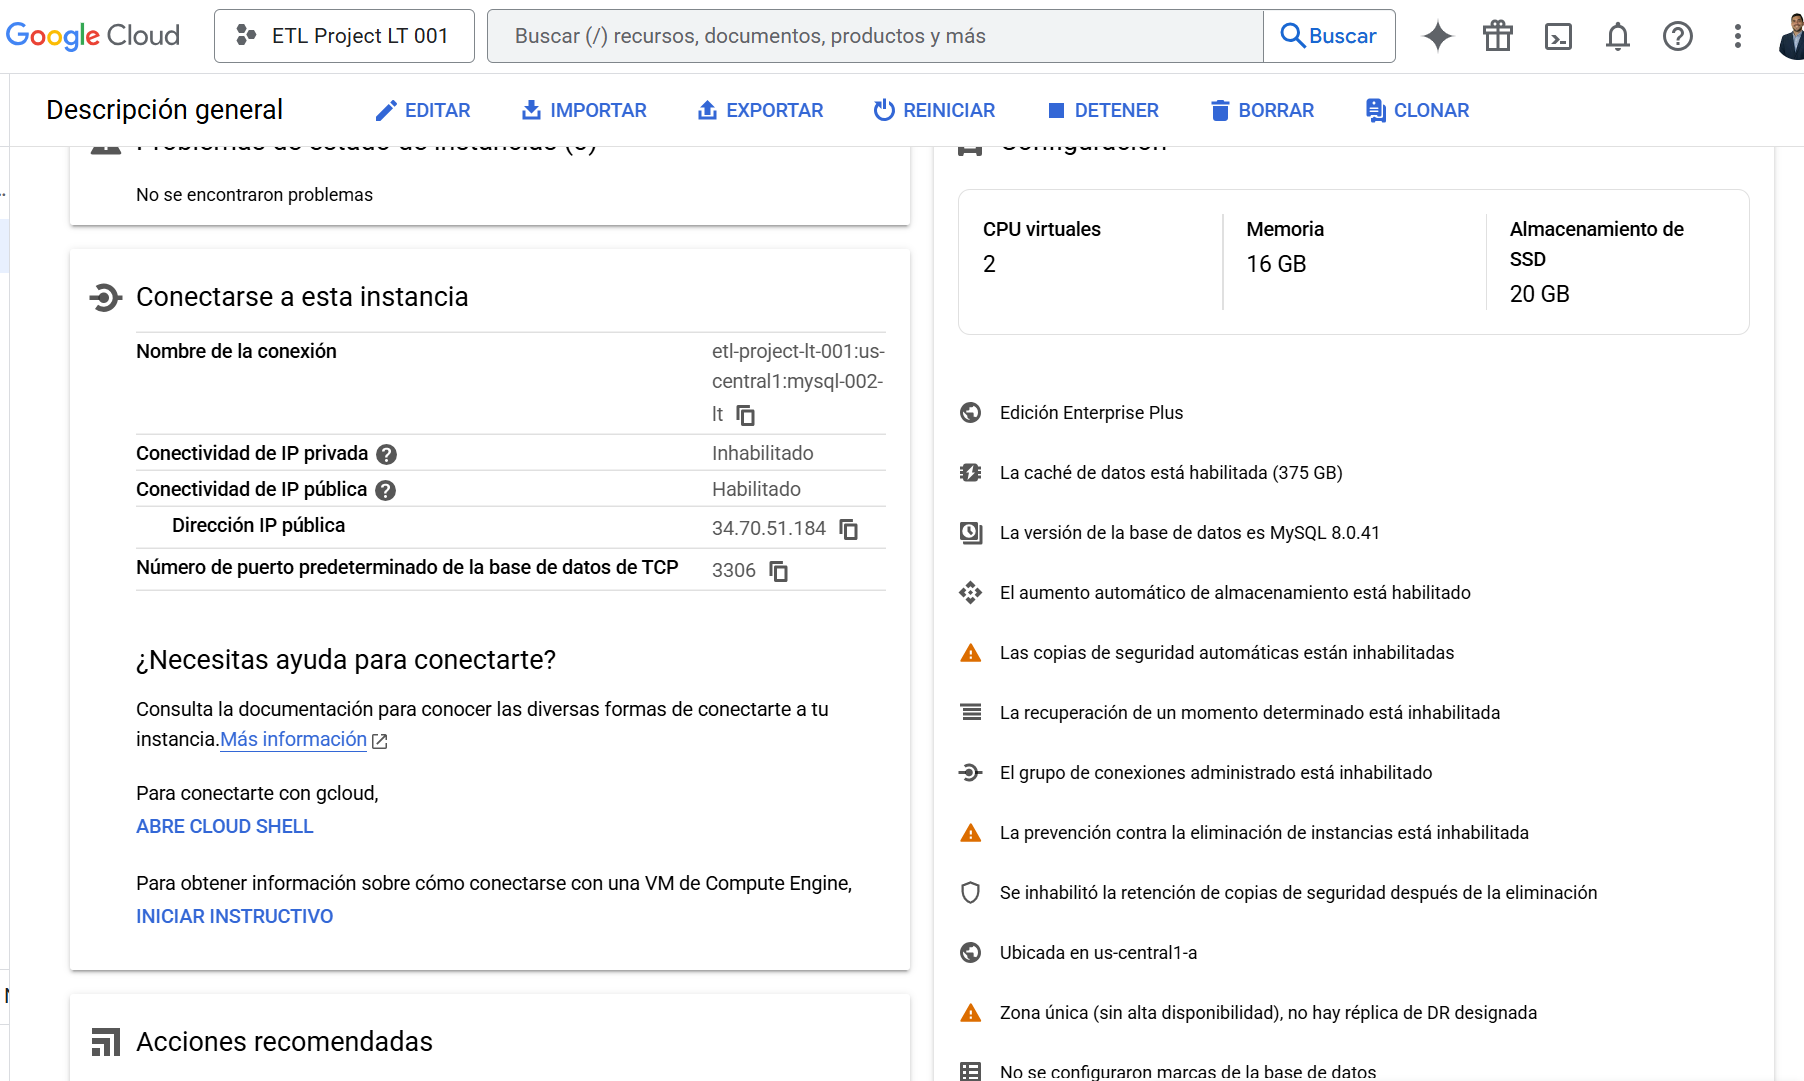 Google Cloud
ETL Project LT 001
Buscar (/) recursos, documentos, productos y más
Buscar
Descripción general
EDITAR
IMPORTAR
EXPORTAR
REINICIAR
DETENER
BORRAR
CLONAR
No se encontraron problemas
Conectarse a esta instancia
Nombre de la conexión
etl-project-lt-001:us-
central1:mysql-002-
lt
Conectividad de IP privada
Inhabilitado
Conectividad de IP pública
Habilitado
Dirección IP pública
34.70.51.184
Número de puerto predeterminado de la base de datos de TCP
3306
¿Necesitas ayuda para conectarte?
Consulta la documentación para conocer las diversas formas de conectarte a tu
instancia.Más información
Para conectarte con gcloud,
ABRE CLOUD SHELL
Para obtener información sobre cómo conectarse con una VM de Compute Engine,
INICIAR INSTRUCTIVO
Acciones recomendadas
Configuración
CPU virtuales
2
Memoria
16 GB
Almacenamiento de
SSD
20 GB
Edición Enterprise Plus
La caché de datos está habilitada (375 GB)
La versión de la base de datos es MySQL 8.0.41
El aumento automático de almacenamiento está habilitado
Las copias de seguridad automáticas están inhabilitadas
La recuperación de un momento determinado está inhabilitada
El grupo de conexiones administrado está inhabilitado
La prevención contra la eliminación de instancias está inhabilitada
Se inhabilitó la retención de copias de seguridad después de la eliminación
Ubicada en us-central1-a
Zona única (sin alta disponibilidad), no hay réplica de DR designada
No se configuraron marcas de la base de datos